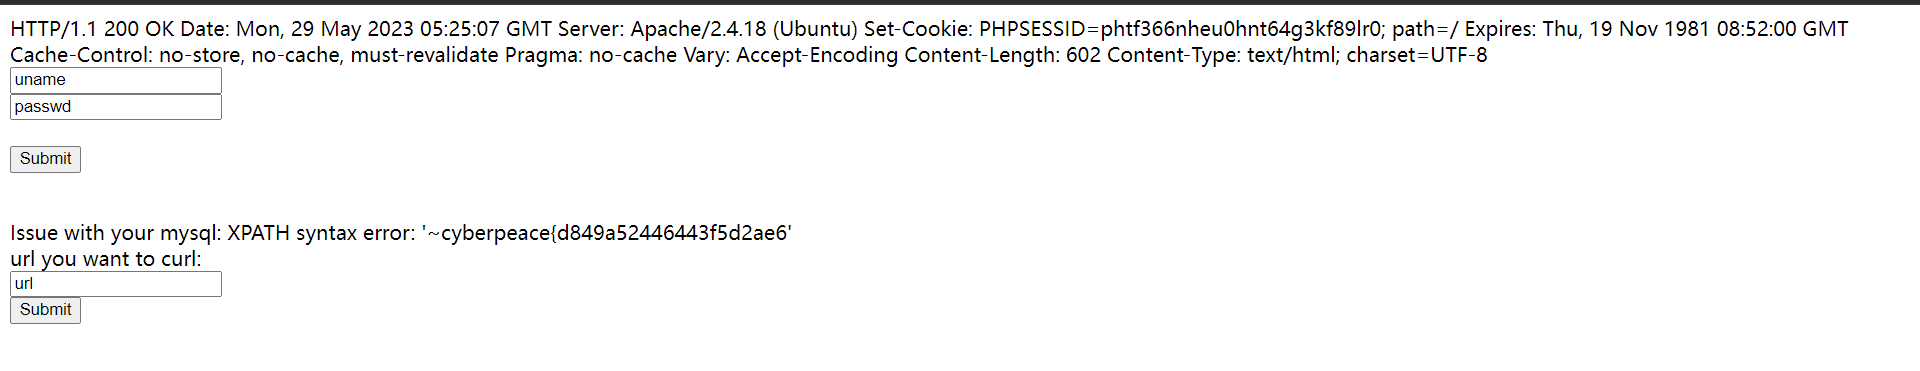 HTTP/1.1 200 OK Date: Mon, 29 May 2023 05:25:07 GMT Server: Apache/2.4.18 (Ubuntu) Set-Cookie: PHPSESSID=phtf366nheu0hnt64g3kf89lr0; path=/ Expires: Thu, 19 Nov 1981 08:52:00 GMT
Cache-Control: no-store, no-cache, must-revalidate Pragma: no-cache Vary: Accept-Encoding Content-Length: 602 Content-Type: text/html; charset=UTF-8
uname
passwd
Submit
Issue with your mysql: XPATH syntax error: '~cyberpeace{d849a52446443f5d2ae6'
url you want to curl:
url
Submit